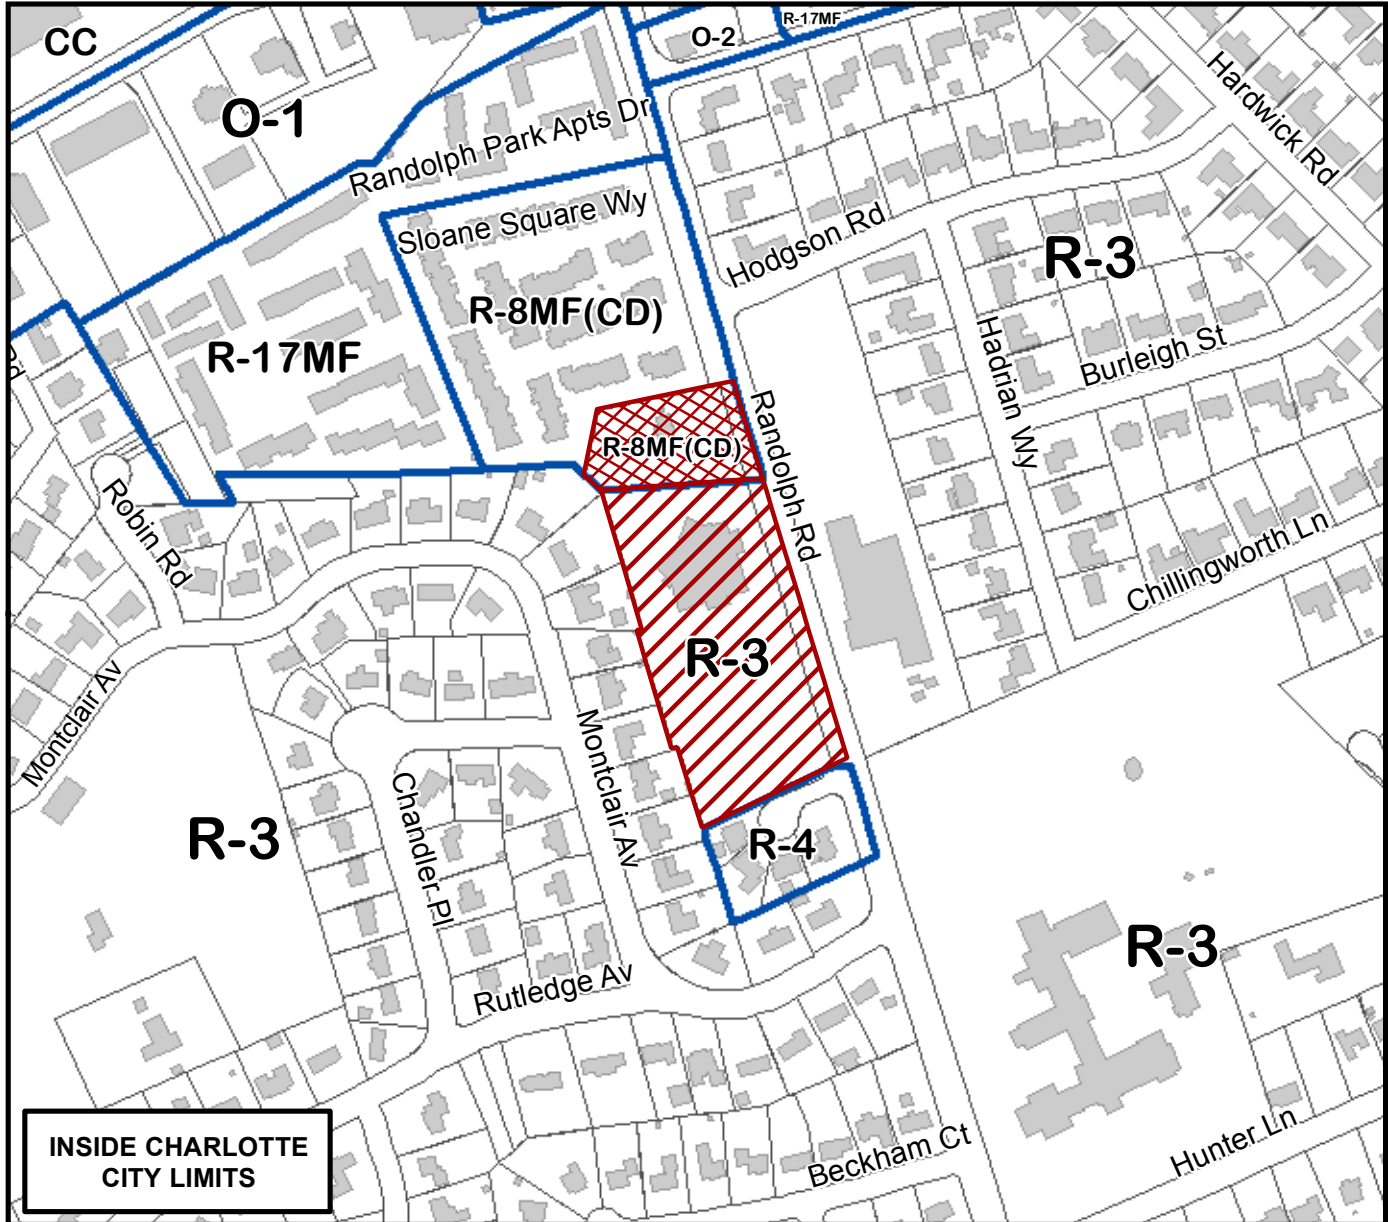 CC
O-2
R-17MF
O-1
Hardwick Rd
Randolph Park Apts Dr
Sloane Square Wy
Hodgson Rd
R-3
R-8MF(CD)
R-17MF
Hadrian Wy
Burleigh St
Rd
R-8MF(CD)
Randolph Rd
Robin Rd
Chillingworth Ln
R-3
Montclair Av
Montclair Av
Chandler Pl
R-3
R-4
R-3
Rutledge Av
INSIDE CHARLOTTE
CITY LIMITS
Beckham Ct
Hunter Ln